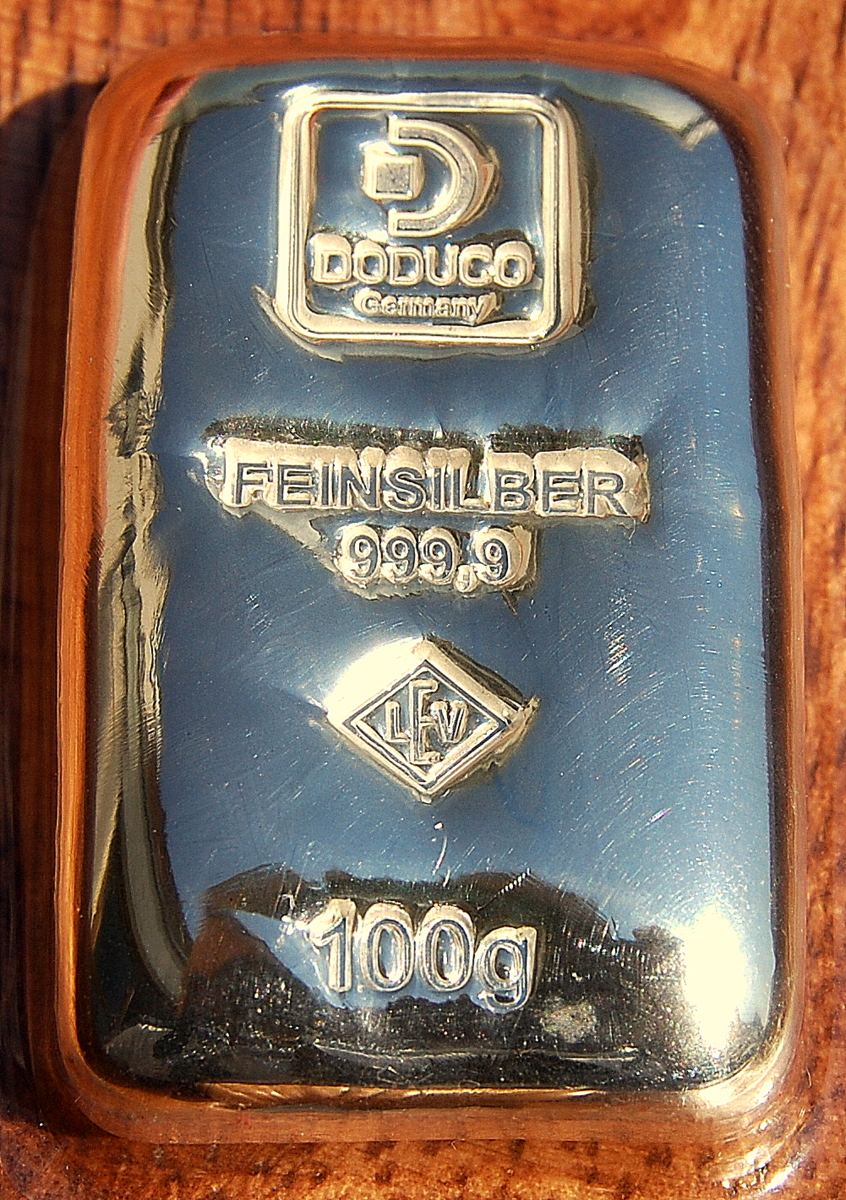 DODUCO
Germany
FEINSILBER
999,9
LEV
100g